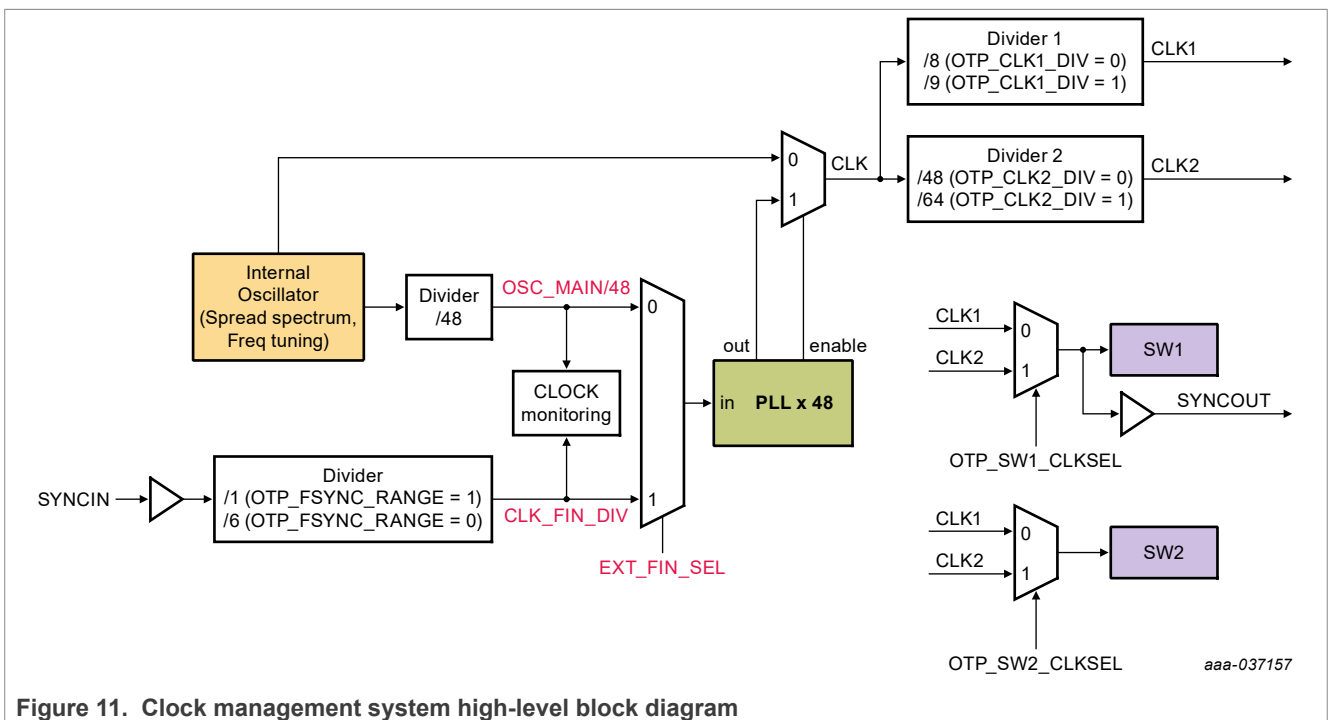 Divider 1
/8 (OTP_CLK1_DIV = 0)
/9 (OTP_CLK1_DIV = 1)
CLK1
0
1
CLK
Divider 2
/48 (OTP_CLK2_DIV = 0)
/64 (OTP_CLK2_DIV = 1)
CLK2
Internal
Oscillator
(Spread spectrum,
Freq tuning)
Divider
/48
OSC_MAIN/48
0
1
CLOCK
monitoring
out
enable
in
PLL x 48
SYNCIN
Divider
/1 (OTP_FSYNC_RANGE = 1)
/6 (OTP_FSYNC_RANGE = 0)
CLK_FIN_DIV
EXT_FIN_SEL
CLK1
CLK2
0
1
SW1
SYNCOUT
OTP_SW1_CLKSEL
CLK1
CLK2
0
1
SW2
OTP_SW2_CLKSEL
aaa-037157
Figure 11. Clock management system high-level block diagram